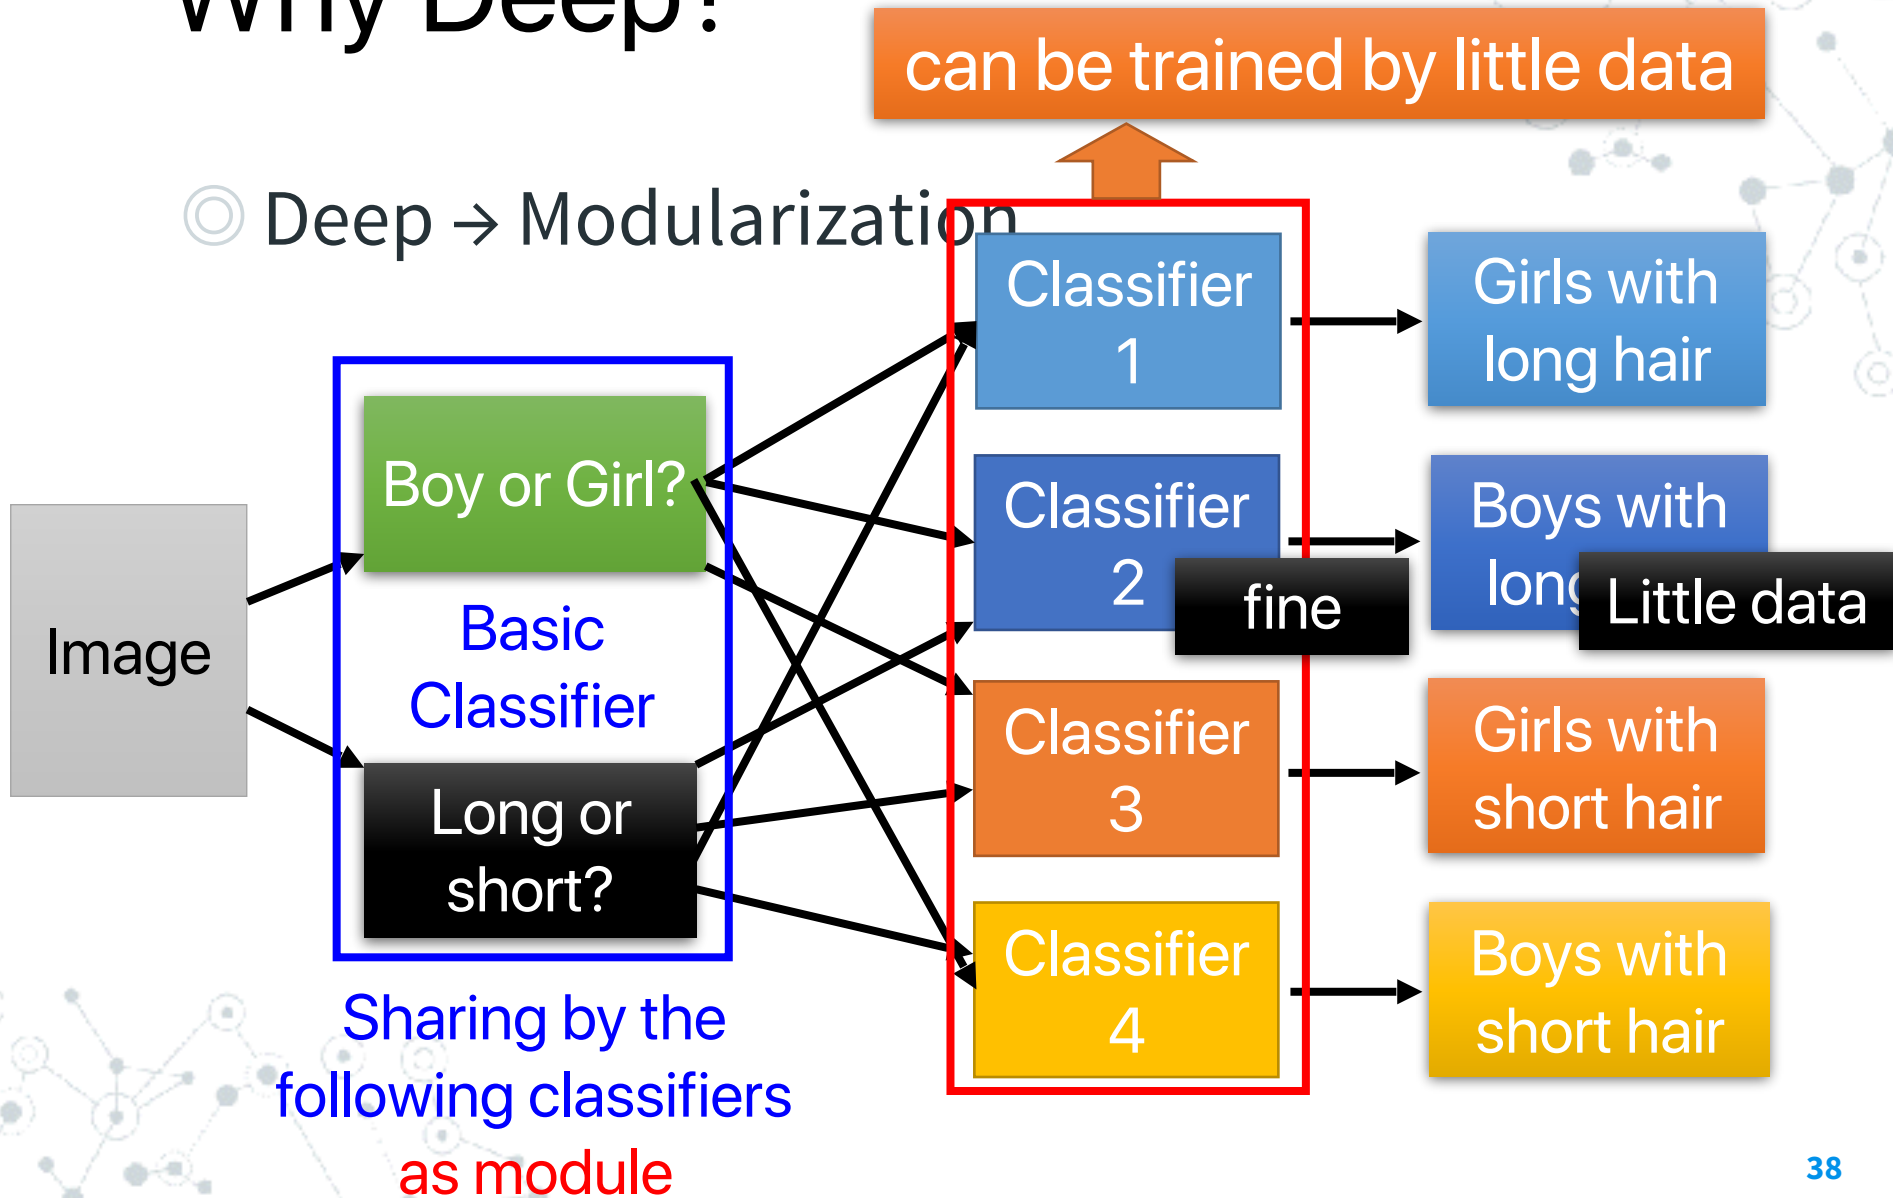 Why Deep?
can be trained by little data
Deep → Modularization
Classifier
1
Girls with
long hair
Boy or Girl?
Classifier
2
fine
Boys with
long
Little data
Image
Basic
Classifier
Long or
short?
Classifier
3
Girls with
short hair
Classifier
4
Boys with
short hair
Sharing by the
following classifiers
as module
38